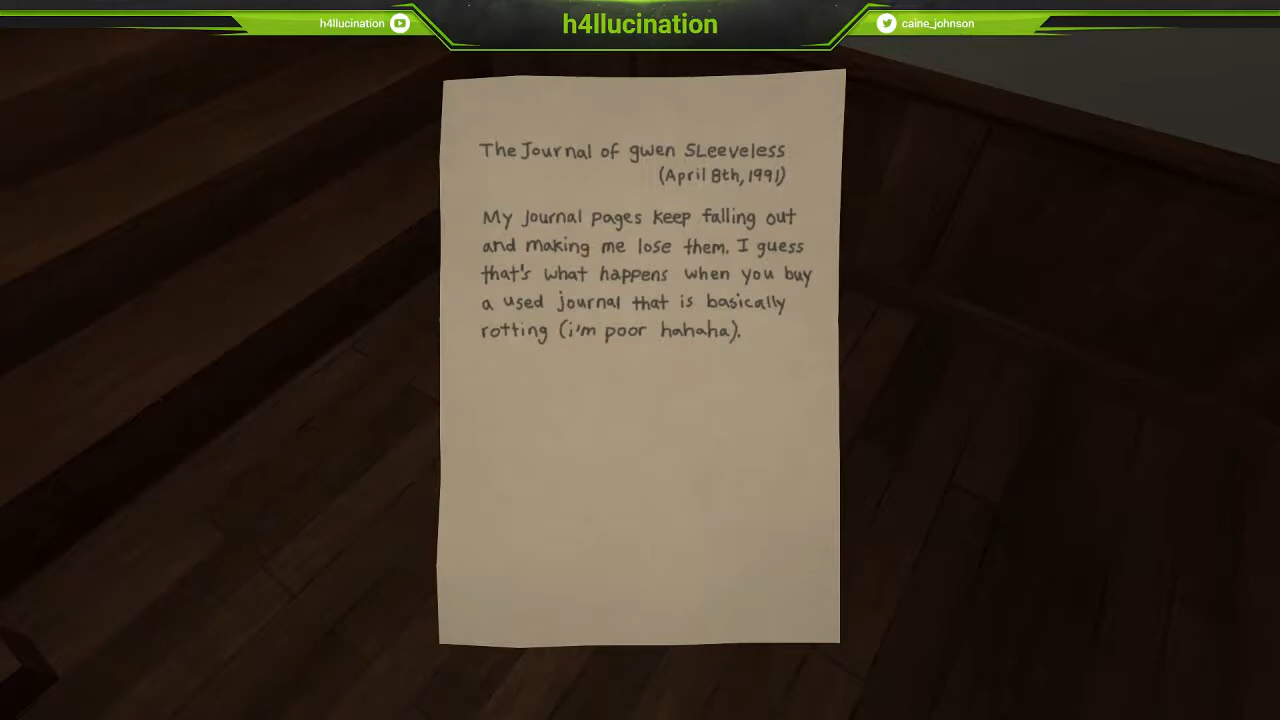 h4llucination
h4llucination
caine_johnson
The Journal of gwen SLeeveless
(April 8th, 1991)
My journal pages keep falling out
and making me lose them. I guess
that's what happens when you buy
a used journal that is basically
rotting (i'm poor hahaha).